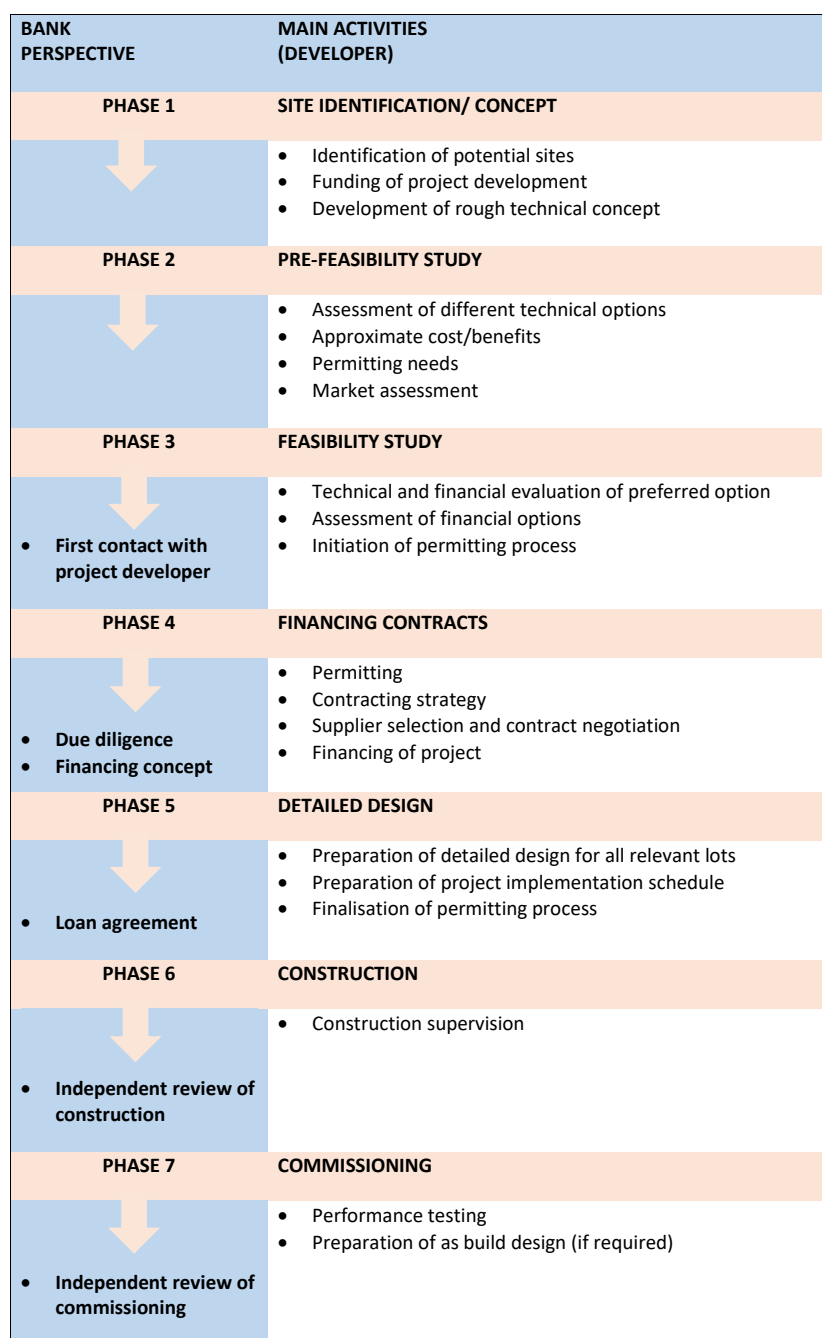 BANK
PERSPECTIVE
MAIN ACTIVITIES
(DEVELOPER)
PHASE 1
SITE IDENTIFICATION/ CONCEPT
• Identification of potential sites
• Funding of project development
• Development of rough technical concept
PHASE 2
PRE-FEASIBILITY STUDY
• Assessment of different technical options
• Approximate cost/benefits
• Permitting needs
• Market assessment
PHASE 3
FEASIBILITY STUDY
• First contact with
project developer
• Technical and financial evaluation of preferred option
• Assessment of financial options
• Initiation of permitting process
PHASE 4
FINANCING CONTRACTS
• Due diligence
• Financing concept
• Permitting
• Contracting strategy
• Supplier selection and contract negotiation
• Financing of project
PHASE 5
DETAILED DESIGN
• Loan agreement
• Preparation of detailed design for all relevant lots
• Preparation of project implementation schedule
• Finalisation of permitting process
PHASE 6
CONSTRUCTION
• Independent review of
construction
• Construction supervision
PHASE 7
COMMISSIONING
• Independent review of
commissioning
• Performance testing
• Preparation of as build design (if required)